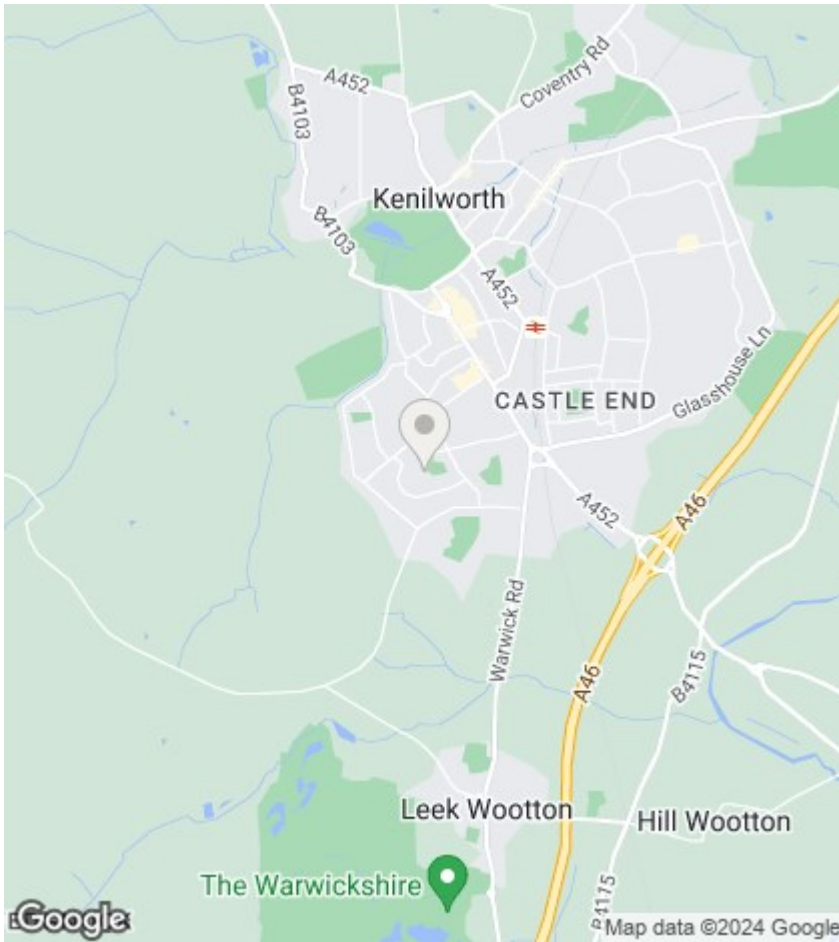 Coventry Rd
A452
B4103
Kenilworth
B4103
A452
Glasshouse Ln
CASTLE END
A452
A46
Warwick Rd
A46
B4115
Leek Wootton
Hill Wootton
The Warwickshire
B4115
Google
Map data ©2024 Google